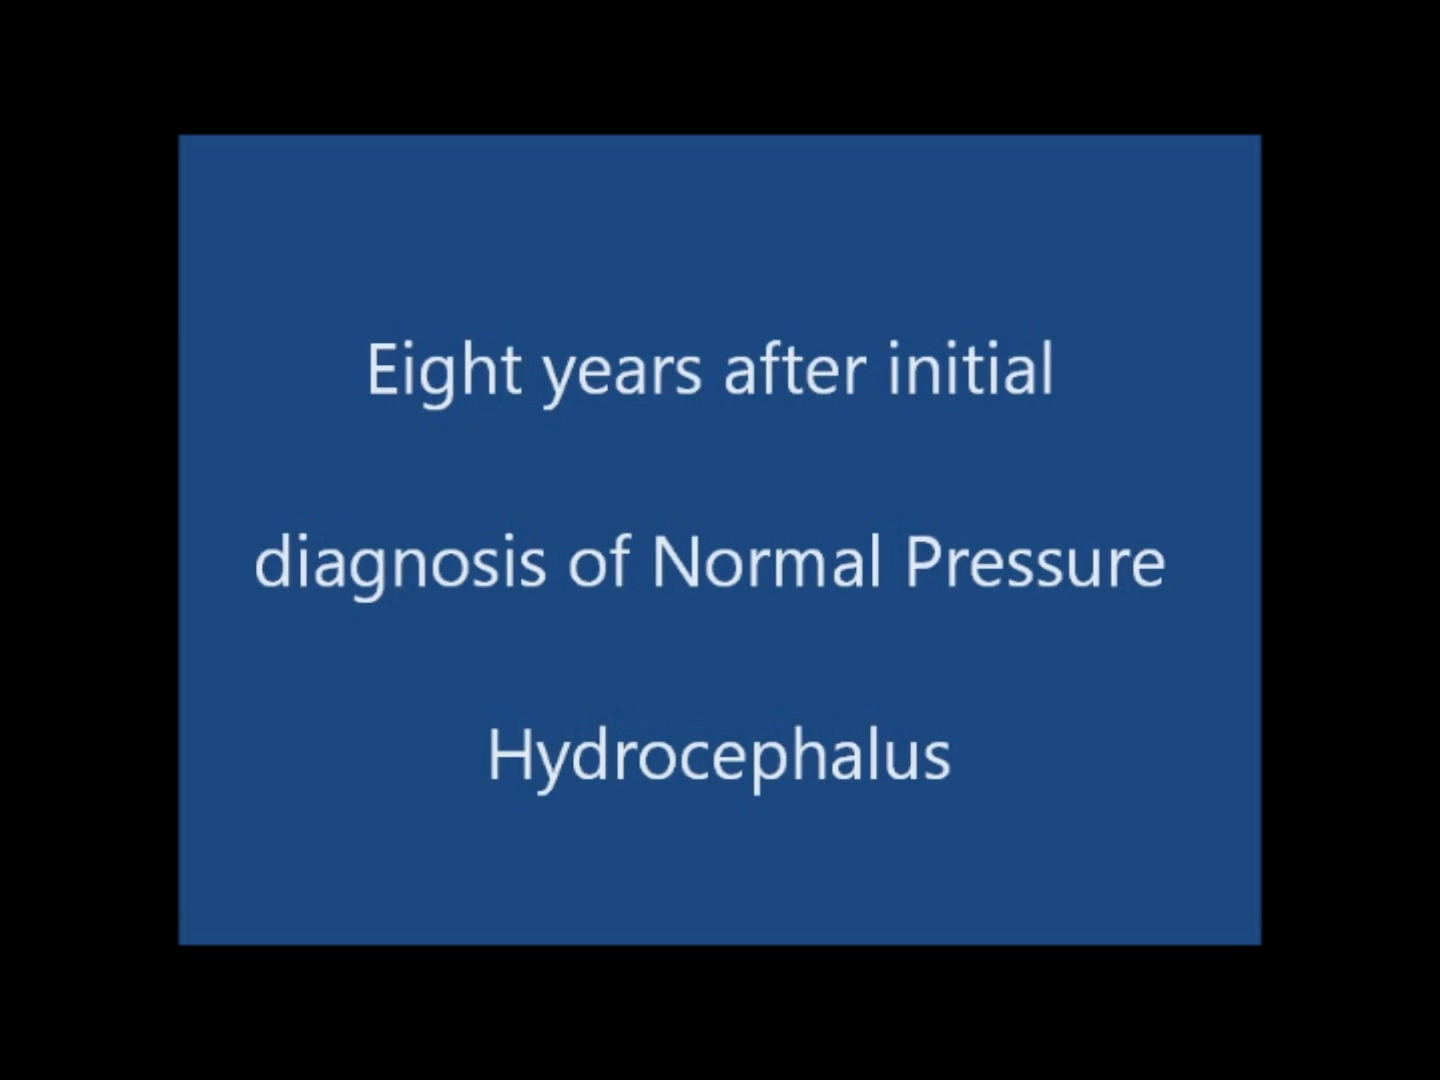 Eight years after initial
diagnosis of Normal Pressure
Hydrocephalus